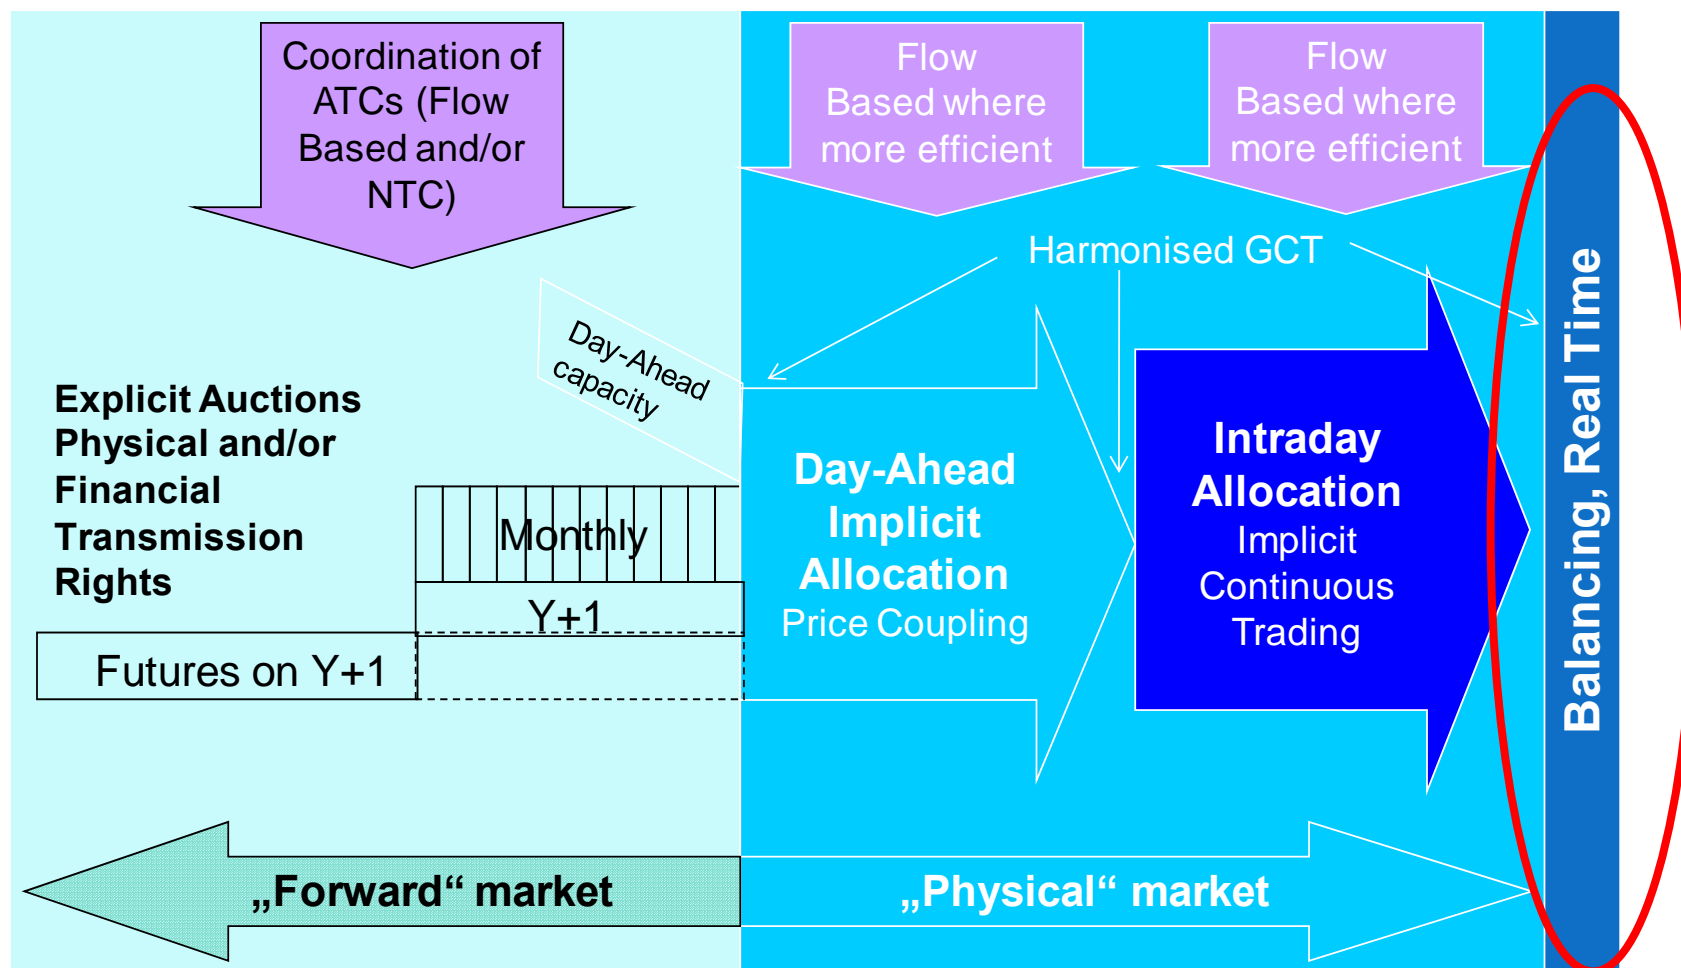 Coordination of
ATCs (Flow
Based and/or
NTC)
Flow
Based where
more efficient
Flow
Based where
more efficient
Harmonised GCT
Day-Ahead
capacity
Explicit Auctions
Physical and/or
Financial
Transmission
Rights
Monthly
Y+1
Futures on Y+1
Day-Ahead
Implicit
Allocation
Price Coupling
Intraday
Allocation
Implicit
Continuous
Trading
Balancing, Real Time
„Forward“ market
„Physical“ market